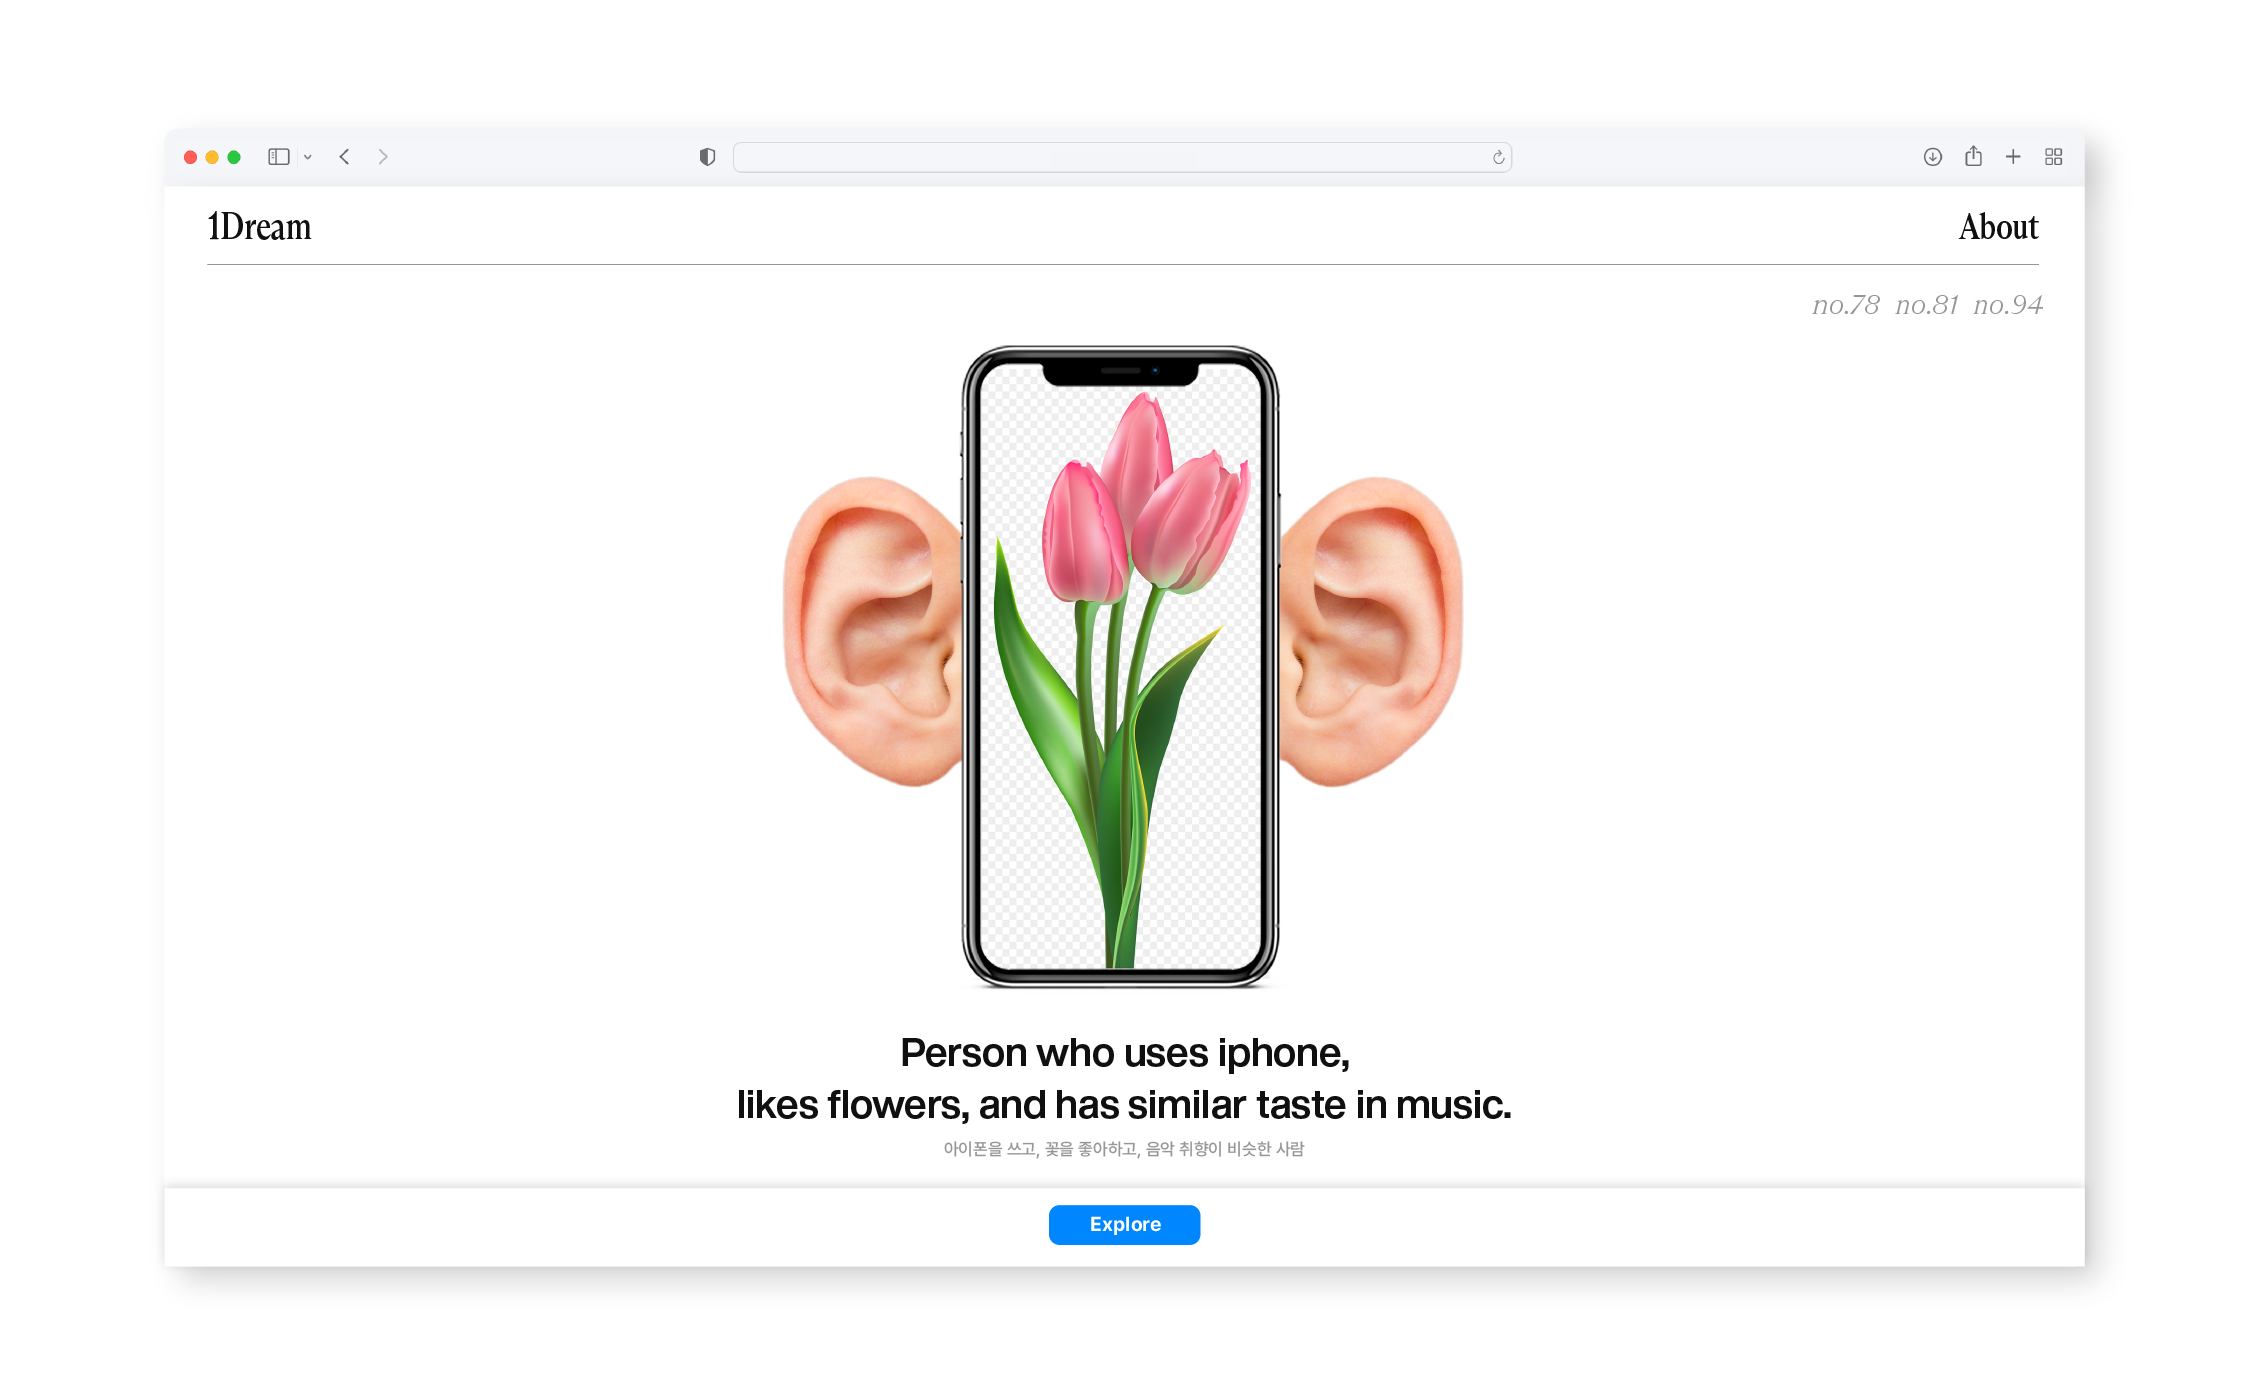 1Dream
About
no.78 no.81 no.94
Person who uses iphone,
likes flowers, and has similar taste in music.
아이폰을 쓰고, 꽃을 좋아하고, 음악 취향이 비슷한 사람
Explore